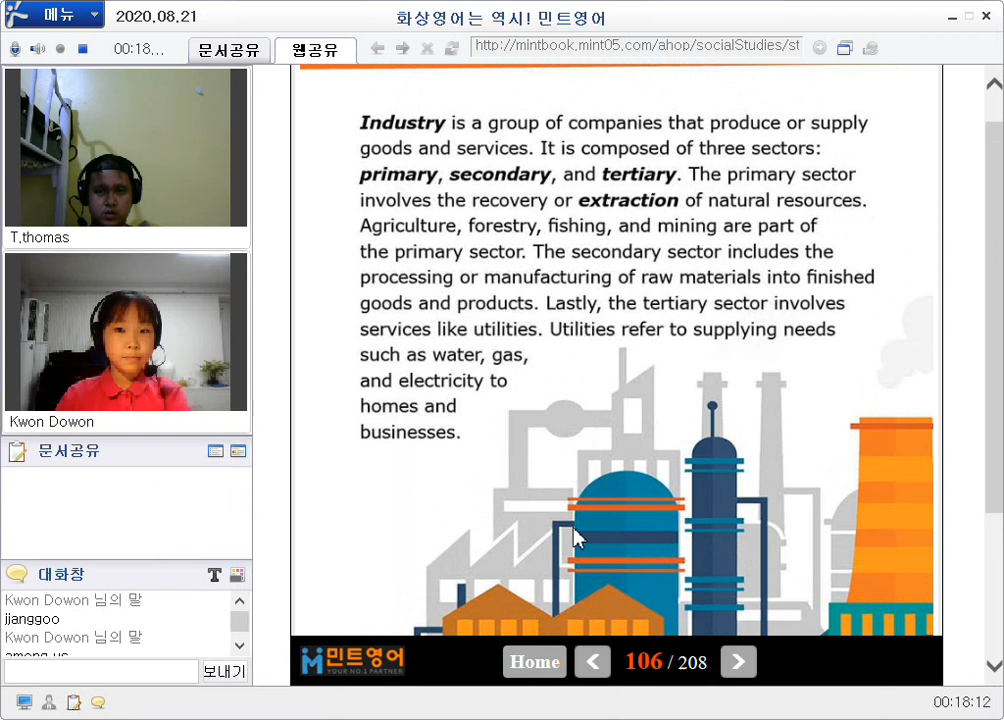 메뉴
2020.08.21
화상영어는 역시! 민트영어
00:18...
문서공유
웹공유
http://mintbook.mint05.com/ahop/socialStudies/st
T.thomas
Kwon Dowon
문서공유
대화창
Kwon Dowon 님의 말
jjanggoo
Kwon Dowon 님의 말
among us
보내기
Industry is a group of companies that produce or supply
goods and services. It is composed of three sectors:
primary, secondary, and tertiary. The primary sector
involves the recovery or extraction of natural resources.
Agriculture, forestry, fishing, and mining are part of
the primary sector. The secondary sector includes the
processing or manufacturing of raw materials into finished
goods and products. Lastly, the tertiary sector involves
services like utilities. Utilities refer to supplying needs
such as water, gas,
and electricity to
homes and
businesses.
민트영어
YOUR NO.1 PARTNER
Home
106 / 208
00:18:12